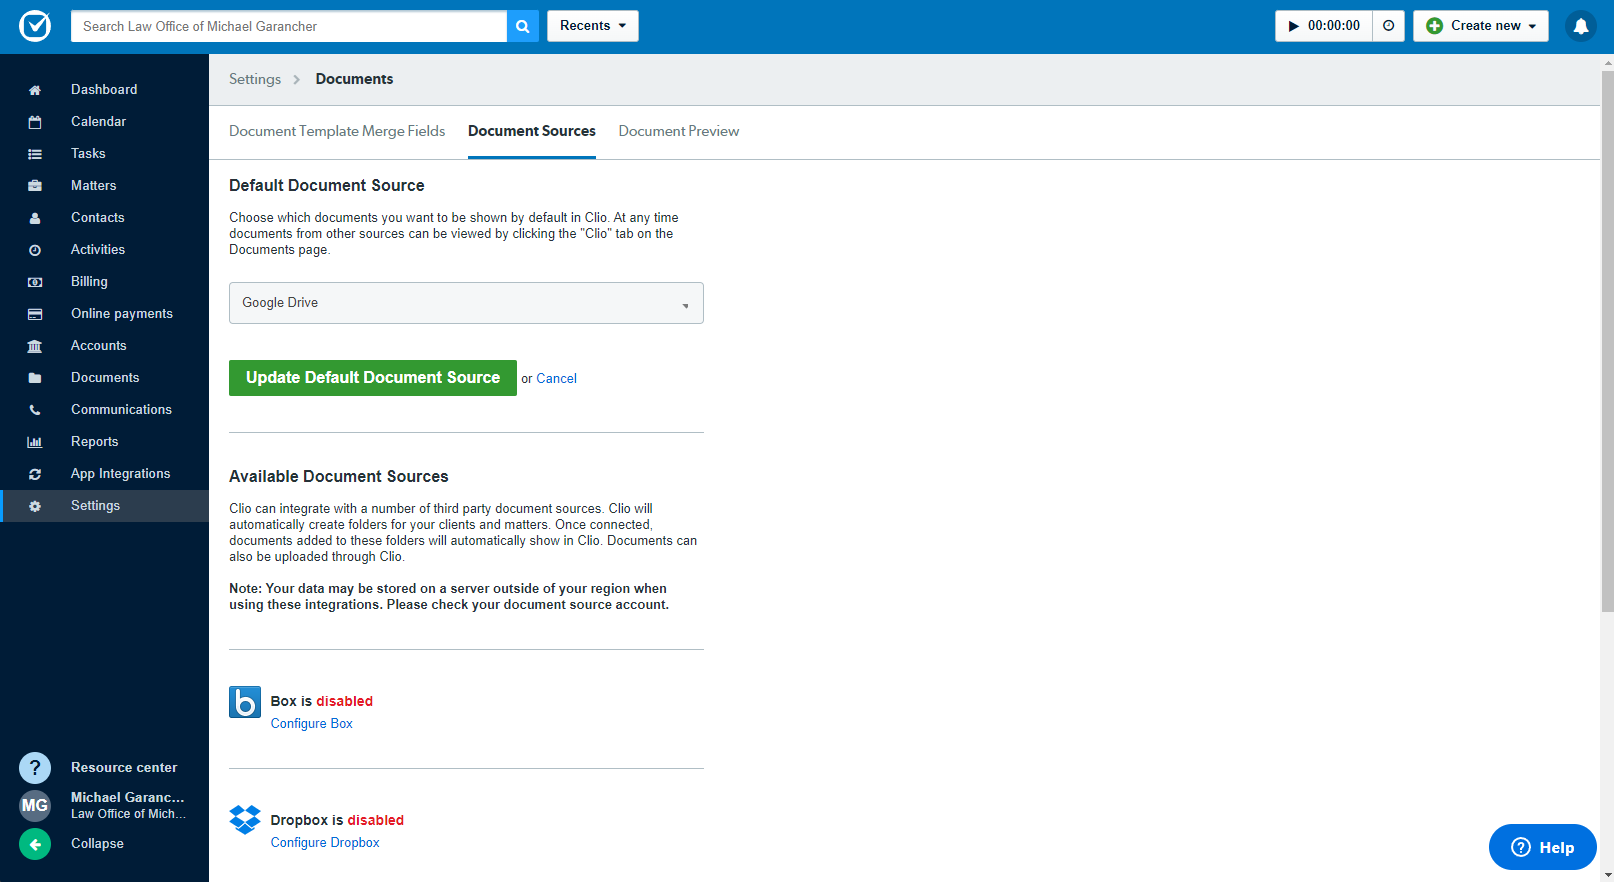 Search Law Office of Michael Garancher
Recents
00:00:00
Create new
Dashboard
Calendar
Tasks
Matters
Contacts
Activities
Billing
Online payments
Accounts
Documents
Communications
Reports
App Integrations
Settings
?
Resource center
MG
Michael Garanc...
Law Office of Mich...
Collapse
Settings > Documents
Document Template Merge Fields
Document Sources
Document Preview
Default Document Source
Choose which documents you want to be shown by default in Clio. At any time
documents from other sources can be viewed by clicking the "Clio" tab on the
Documents page.
Google Drive
Update Default Document Source or Cancel
Available Document Sources
Clio can integrate with a number of third party document sources. Clio will
automatically create folders for your clients and matters. Once connected,
documents added to these folders will automatically show in Clio. Documents can
also be uploaded through Clio.
Note: Your data may be stored on a server outside of your region when
using these integrations. Please check your document source account.
b
Box is disabled
Configure Box
Dropbox is disabled
Configure Dropbox
? Help